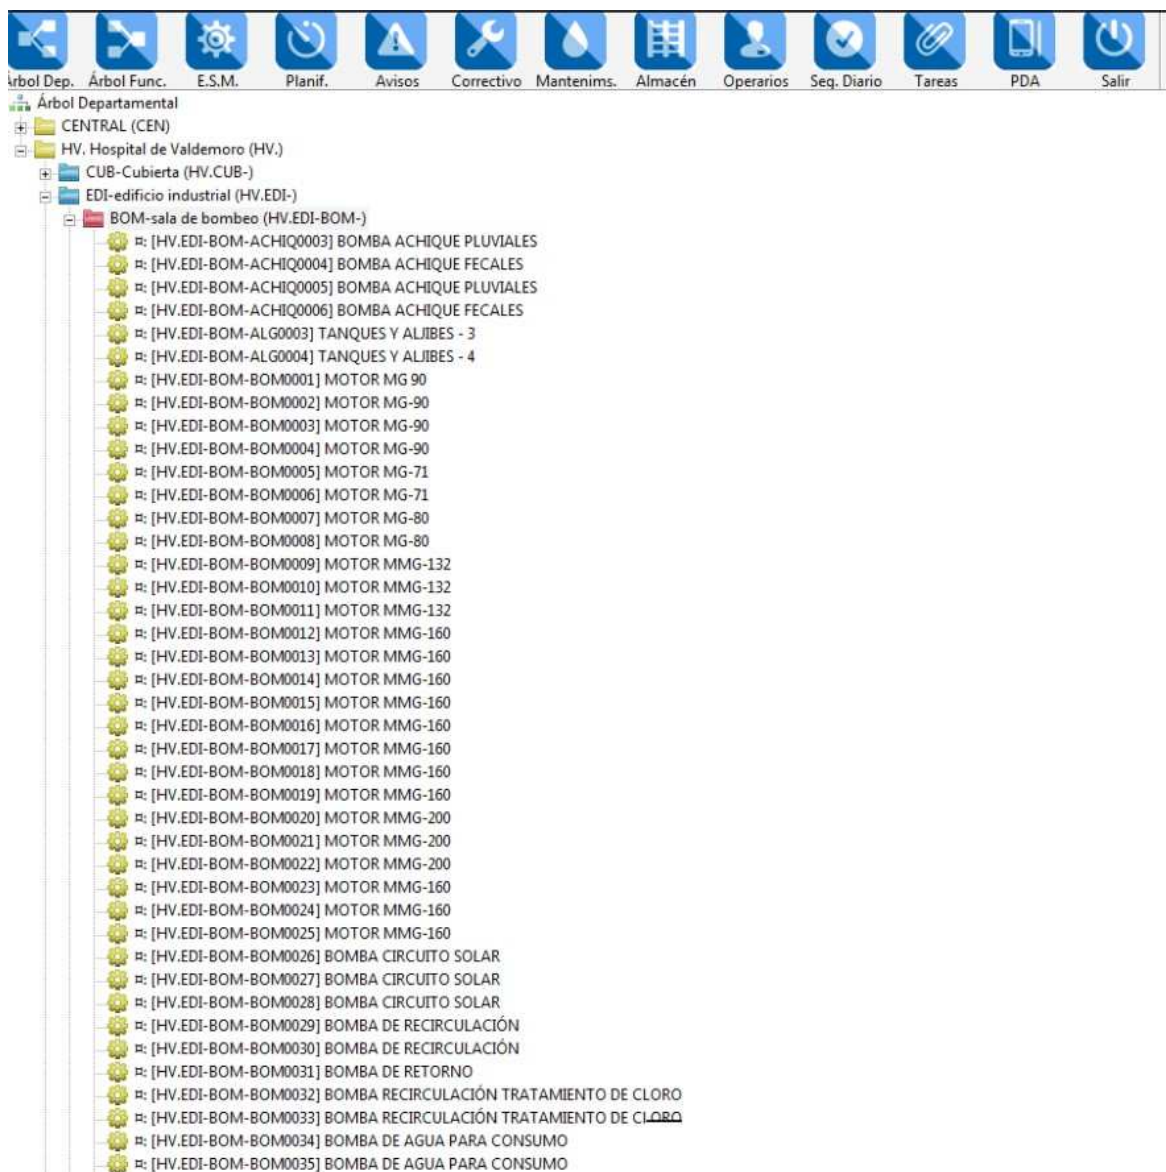 Árbol Dep. Árbol Func. E.S.M. Planif. Avisos Correctivo Mantenims. Almacén Operarios Seg. Diario Tareas PDA Salir
Árbol Departamental
CENTRAL (CEN)
HV. Hospital de Valdemoro (HV.)
CUB-Cubierta (HV.CUB-)
EDI-edificio industrial (HV.EDI-)
BOM-sala de bombeo (HV.EDI-BOM-)
¤: [HV.EDI-BOM-ACHIQ0003] BOMBA ACHIQUE PLUVIALES
¤: [HV.EDI-BOM-ACHIQ0004] BOMBA ACHIQUE FECALES
¤: [HV.EDI-BOM-ACHIQ0005] BOMBA ACHIQUE PLUVIALES
¤: [HV.EDI-BOM-ACHIQ0006] BOMBA ACHIQUE FECALES
¤: [HV.EDI-BOM-ALG0003] TANQUES Y ALJIBES - 3
¤: [HV.EDI-BOM-ALG0004] TANQUES Y ALJIBES - 4
¤: [HV.EDI-BOM-BOM0001] MOTOR MG 90
¤: [HV.EDI-BOM-BOM0002] MOTOR MG-90
¤: [HV.EDI-BOM-BOM0003] MOTOR MG-90
¤: [HV.EDI-BOM-BOM0004] MOTOR MG-90
¤: [HV.EDI-BOM-BOM0005] MOTOR MG-71
¤: [HV.EDI-BOM-BOM0006] MOTOR MG-71
¤: [HV.EDI-BOM-BOM0007] MOTOR MG-80
¤: [HV.EDI-BOM-BOM0008] MOTOR MG-80
¤: [HV.EDI-BOM-BOM0009] MOTOR MMG-132
¤: [HV.EDI-BOM-BOM0010] MOTOR MMG-132
¤: [HV.EDI-BOM-BOM0011] MOTOR MMG-132
¤: [HV.EDI-BOM-BOM0012] MOTOR MMG-160
¤: [HV.EDI-BOM-BOM0013] MOTOR MMG-160
¤: [HV.EDI-BOM-BOM0014] MOTOR MMG-160
¤: [HV.EDI-BOM-BOM0015] MOTOR MMG-160
¤: [HV.EDI-BOM-BOM0016] MOTOR MMG-160
¤: [HV.EDI-BOM-BOM0017] MOTOR MMG-160
¤: [HV.EDI-BOM-BOM0018] MOTOR MMG-160
¤: [HV.EDI-BOM-BOM0019] MOTOR MMG-160
¤: [HV.EDI-BOM-BOM0020] MOTOR MMG-200
¤: [HV.EDI-BOM-BOM0021] MOTOR MMG-200
¤: [HV.EDI-BOM-BOM0022] MOTOR MMG-200
¤: [HV.EDI-BOM-BOM0023] MOTOR MMG-160
¤: [HV.EDI-BOM-BOM0024] MOTOR MMG-160
¤: [HV.EDI-BOM-BOM0025] MOTOR MMG-160
¤: [HV.EDI-BOM-BOM0026] BOMBA CIRCUITO SOLAR
¤: [HV.EDI-BOM-BOM0027] BOMBA CIRCUITO SOLAR
¤: [HV.EDI-BOM-BOM0028] BOMBA CIRCUITO SOLAR
¤: [HV.EDI-BOM-BOM0029] BOMBA DE RECIRCULACIÓN
¤: [HV.EDI-BOM-BOM0030] BOMBA DE RECIRCULACIÓN
¤: [HV.EDI-BOM-BOM0031] BOMBA DE RETORNO
¤: [HV.EDI-BOM-BOM0032] BOMBA RECIRCULACIÓN TRATAMIENTO DE CLORO
¤: [HV.EDI-BOM-BOM0033] BOMBA RECIRCULACIÓN TRATAMIENTO DE CLORO
¤: [HV.EDI-BOM-BOM0034] BOMBA DE AGUA PARA CONSUMO
¤: [HV.EDI-BOM-BOM0035] BOMBA DE AGUA PARA CONSUMO